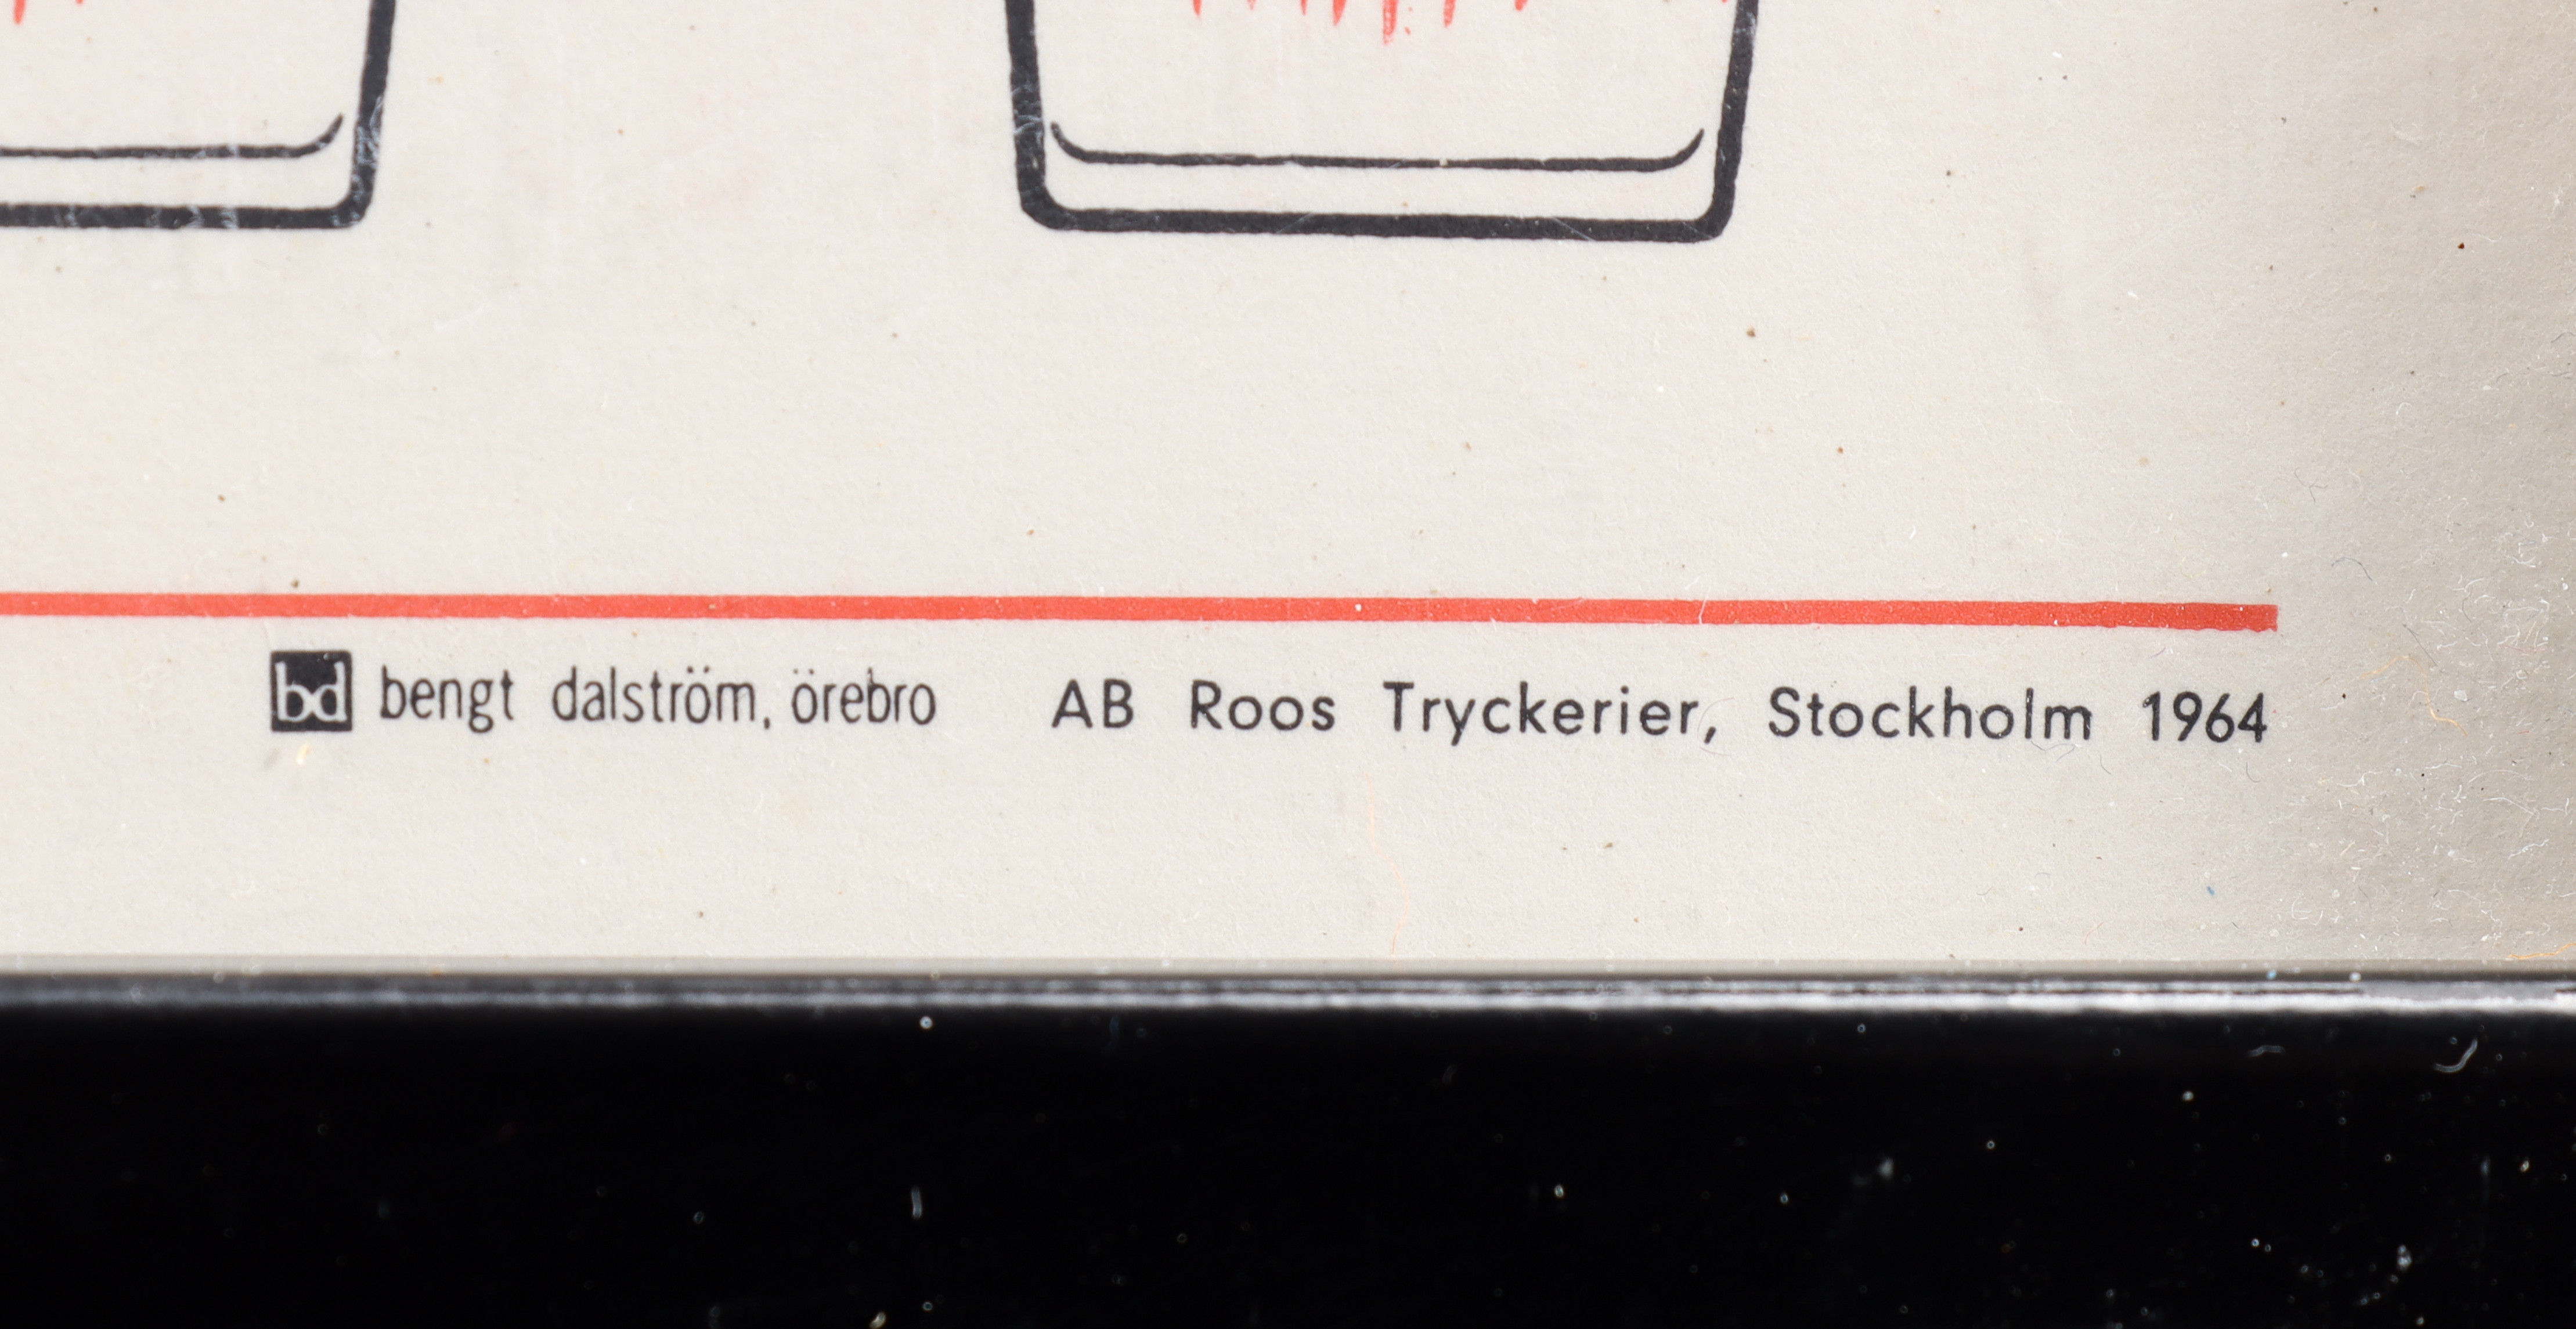 bd bengt dalström, örebro AB Roos Tryckerier, Stockholm 1964